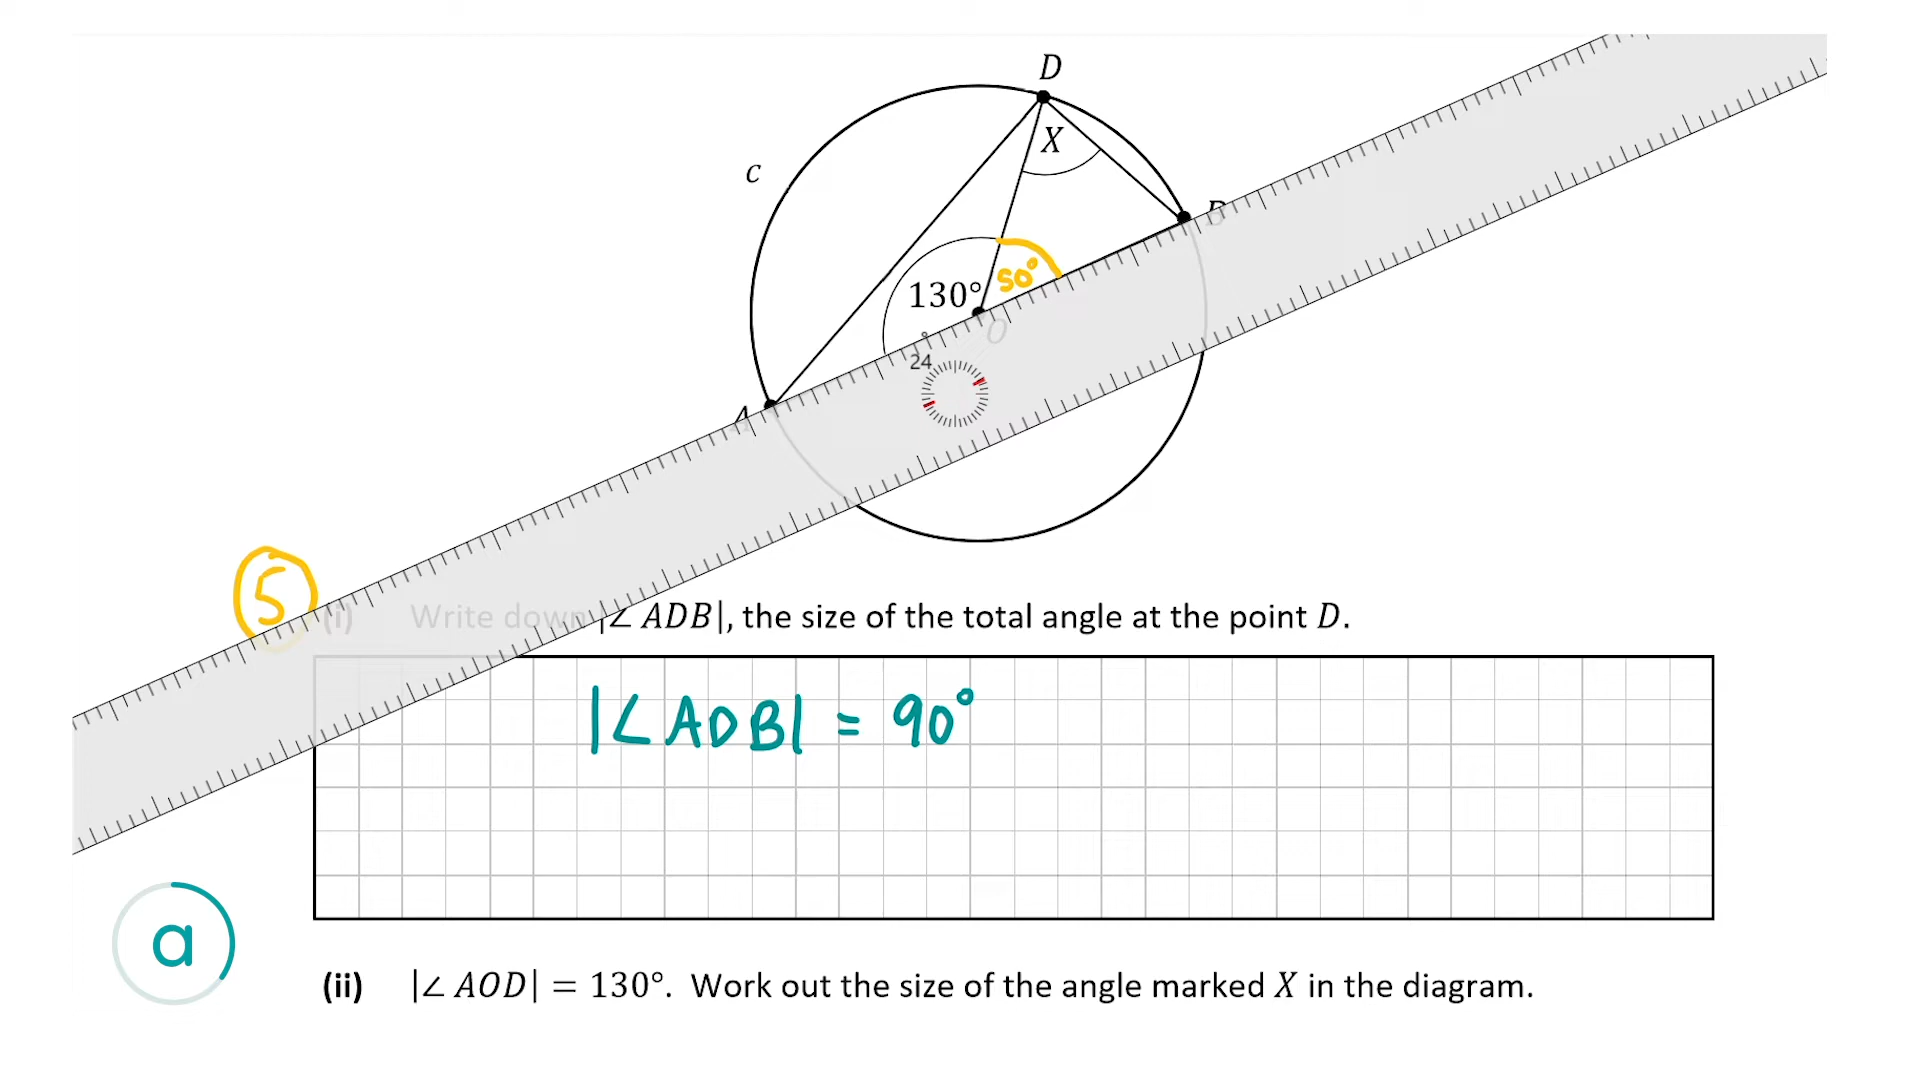 D
X
c
B
50°
130°
O
24°
A
5
(i) Write down |∠ ADB|, the size of the total angle at the point D.
|∠ADB| = 90°
a
(ii) |∠ AOD| = 130°. Work out the size of the angle marked X in the diagram.